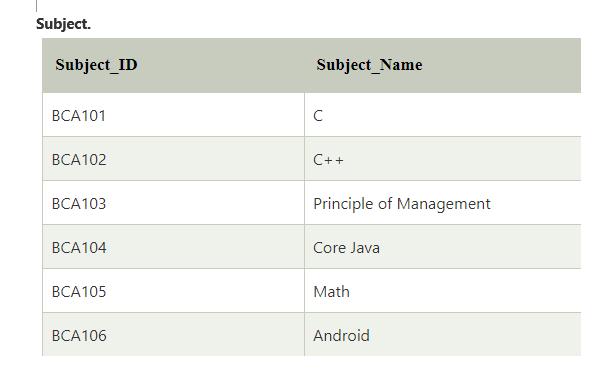 Subject.
Subject_ID Subject_Name
BCA101 C
BCA102 C++
BCA103 Principle of Management
BCA104 Core Java
BCA105 Math
BCA106 Android